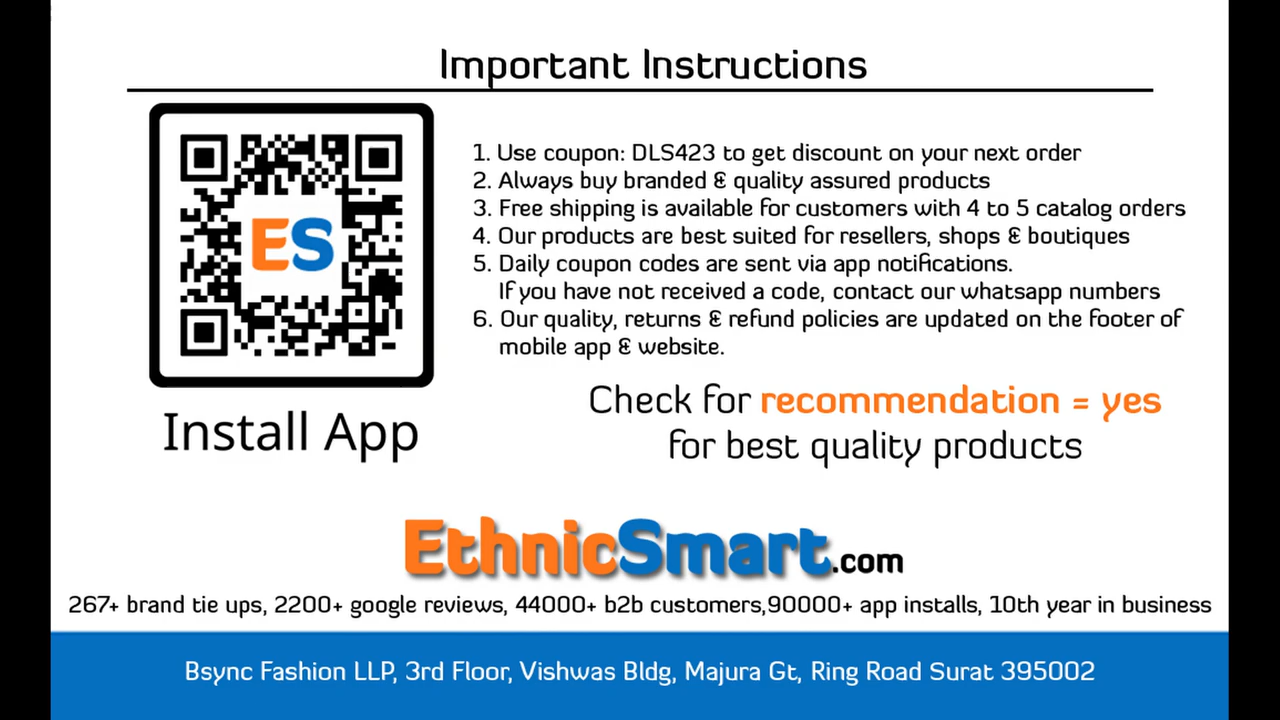 Important Instructions
ES
Install App
1. Use coupon: DLS423 to get discount on your next order
2. Always buy branded & quality assured products
3. Free shipping is available for customers with 4 to 5 catalog orders
4. Our products are best suited for resellers, shops & boutiques
5. Daily coupon codes are sent via app notifications.
If you have not received a code, contact our whatsapp numbers
6. Our quality, returns & refund policies are updated on the footer of
mobile app & website.
Check for recommendation = yes
for best quality products
EthnicSmart.com
267+ brand tie ups, 2200+ google reviews, 44000+ b2b customers,90000+ app installs, 10th year in business
Bsync Fashion LLP, 3rd Floor, Vishwas Bldg, Majura Gt, Ring Road Surat 395002